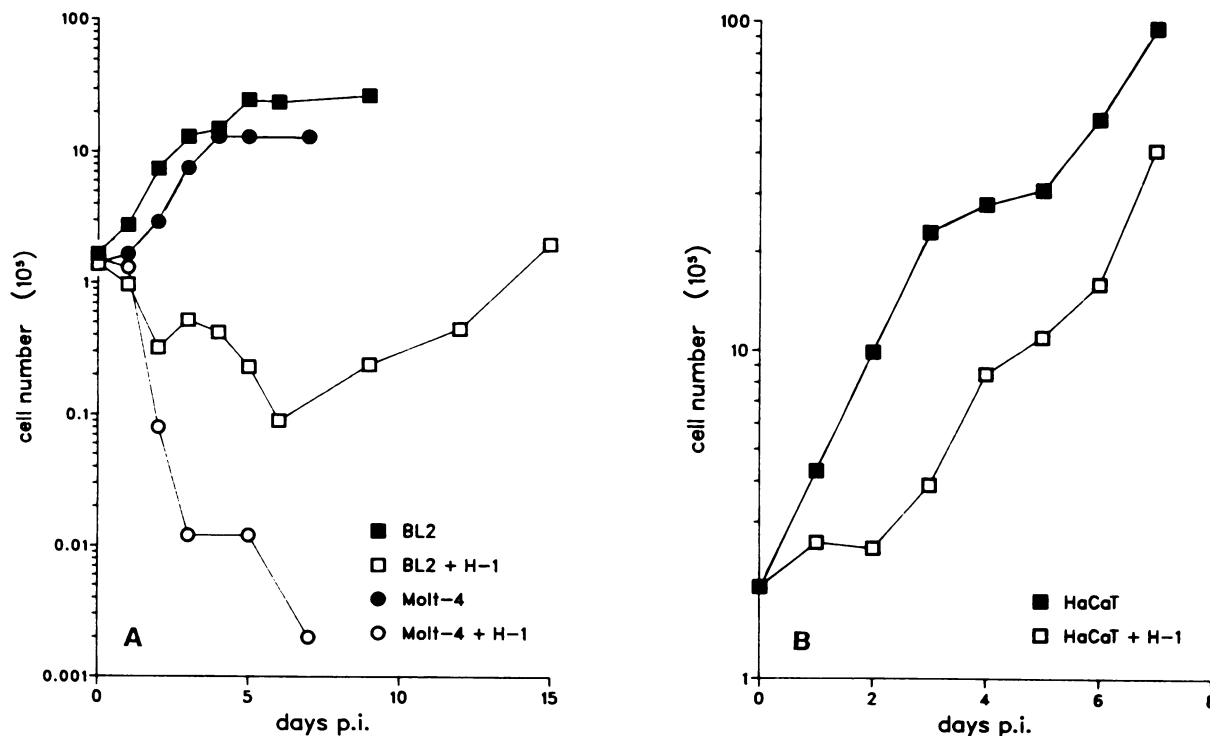 100
10
1
0.1
0.01
0.001
cell number (10⁵)
0
5
10
15
days p.i.
A
BL2
BL2 + H-1
Molt-4
Molt-4 + H-1
100
10
1
cell number (10⁵)
0
2
4
6
8
days p.i.
B
HaCaT
HaCaT + H-1